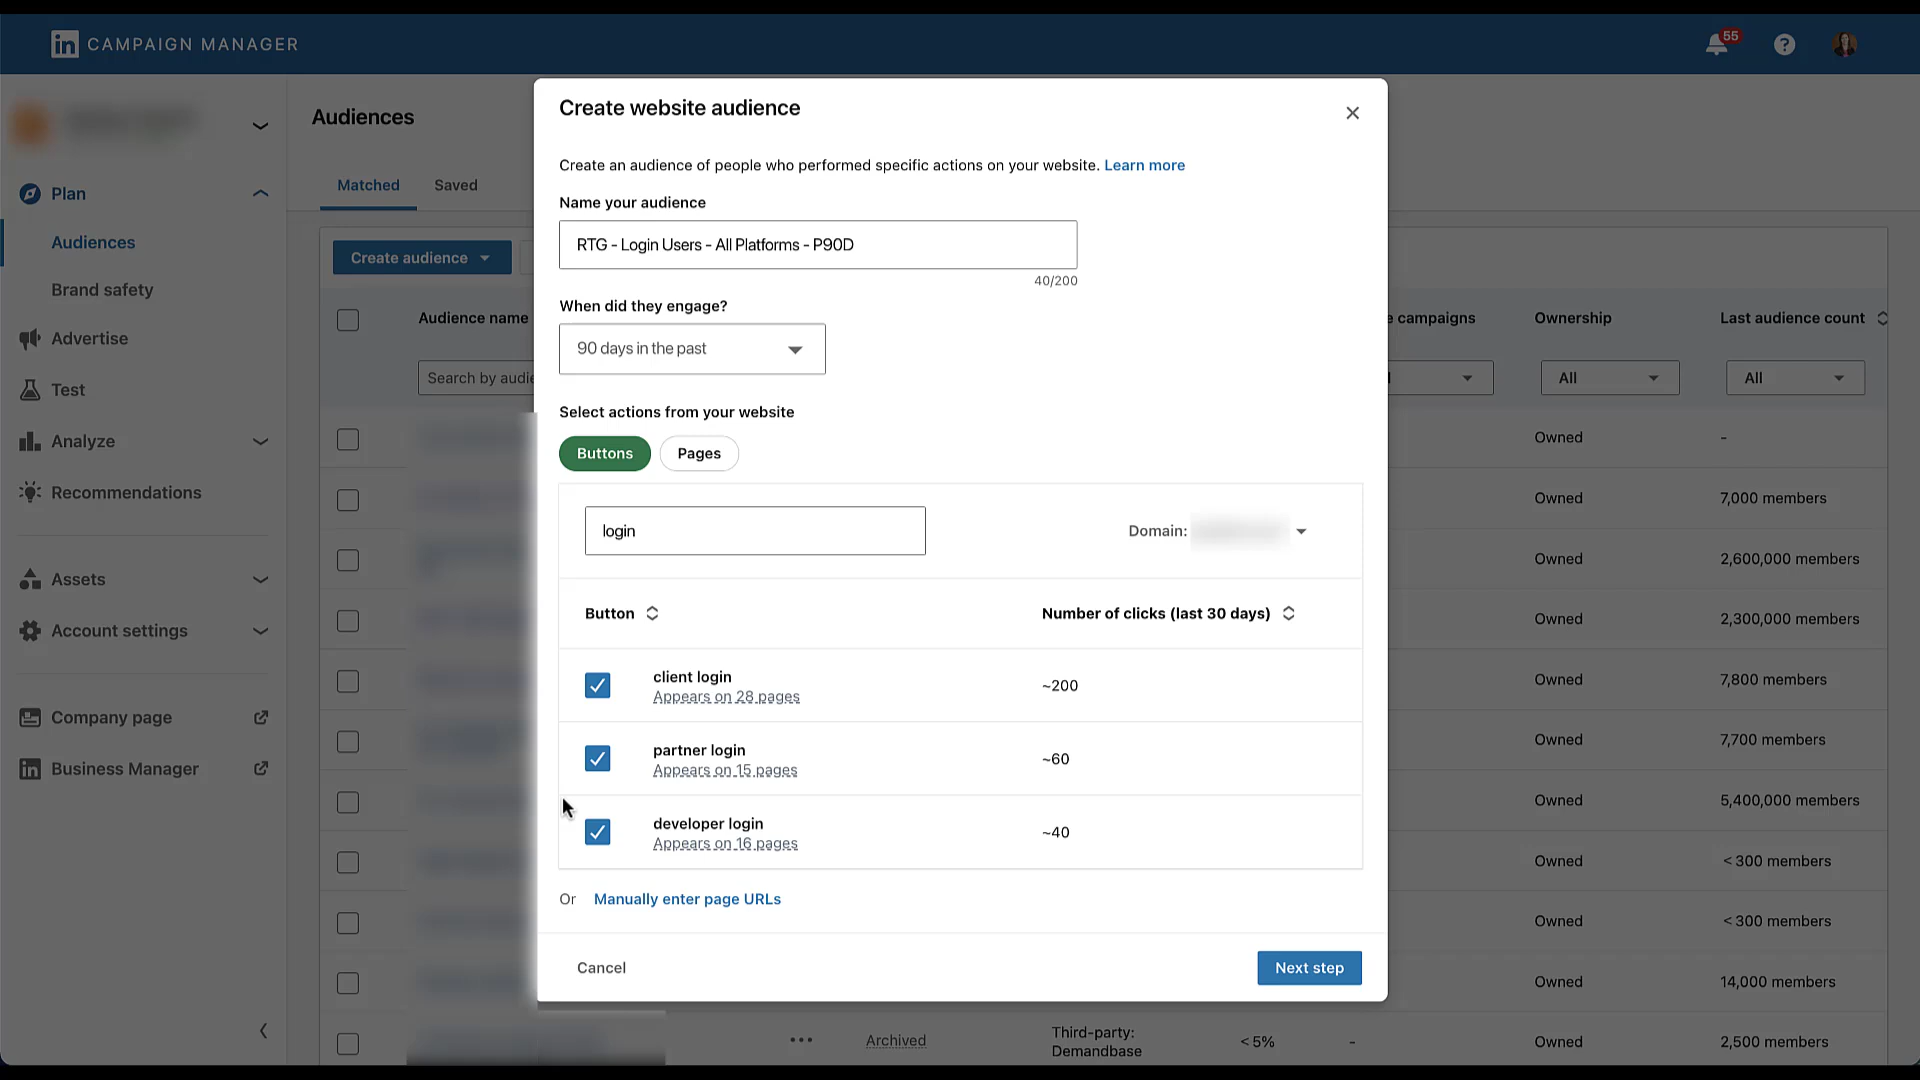 in CAMPAIGN MANAGER
55
?
Plan
Audiences
Brand safety
Advertise
Test
Analyze
Recommendations
Assets
Account settings
Company page
in Business Manager
Audiences
Matched
Saved
Create audience
Audience name
Search by audie
Create website audience
Create an audience of people who performed specific actions on your website. Learn more
Name your audience
RTG - Login Users - All Platforms - P90D
40/200
When did they engage?
90 days in the past
Select actions from your website
Buttons
Pages
login
Domain:
Button
Number of clicks (last 30 days)
client login
Appears on 28 pages
~200
partner login
Appears on 15 pages
~60
developer login
Appears on 16 pages
~40
Or Manually enter page URLs
Cancel
Next step
e campaigns
Ownership
Last audience count
All
All
Owned
-
Owned
7,000 members
Owned
2,600,000 members
Owned
2,300,000 members
Owned
7,800 members
Owned
7,700 members
Owned
5,400,000 members
Owned
< 300 members
Owned
< 300 members
Owned
14,000 members
Archived
Third-party:
Demandbase
< 5%
-
Owned
2,500 members